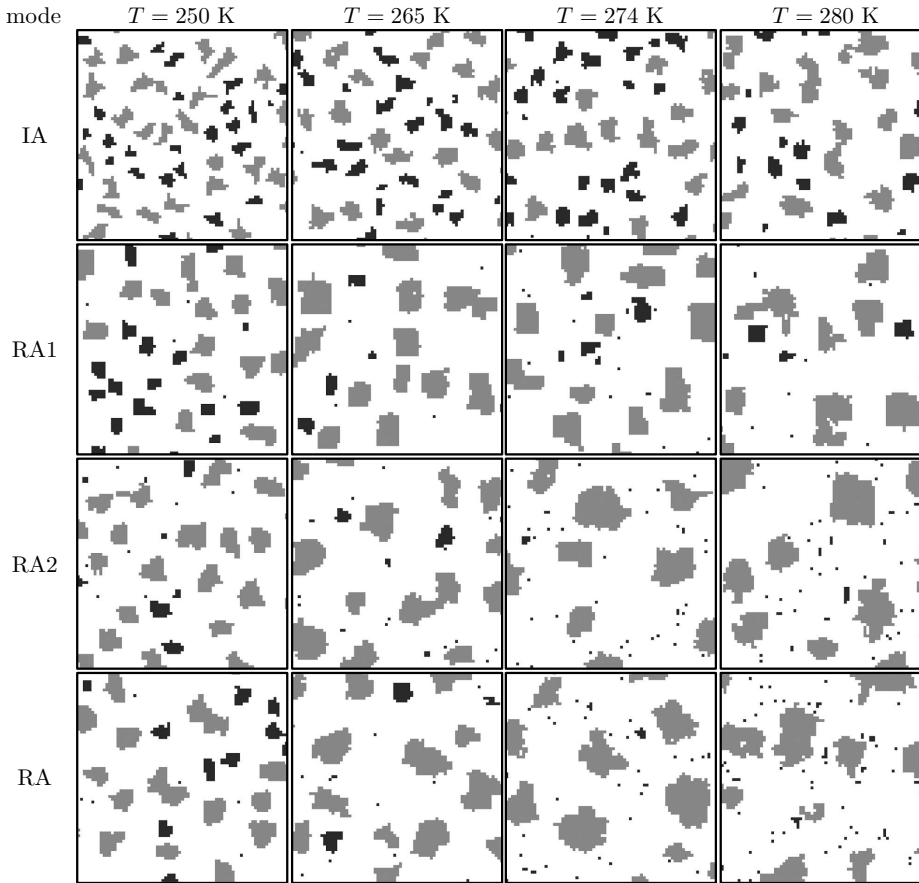 mode T = 250 K T = 265 K T = 274 K T = 280 K
IA
RA1
RA2
RA